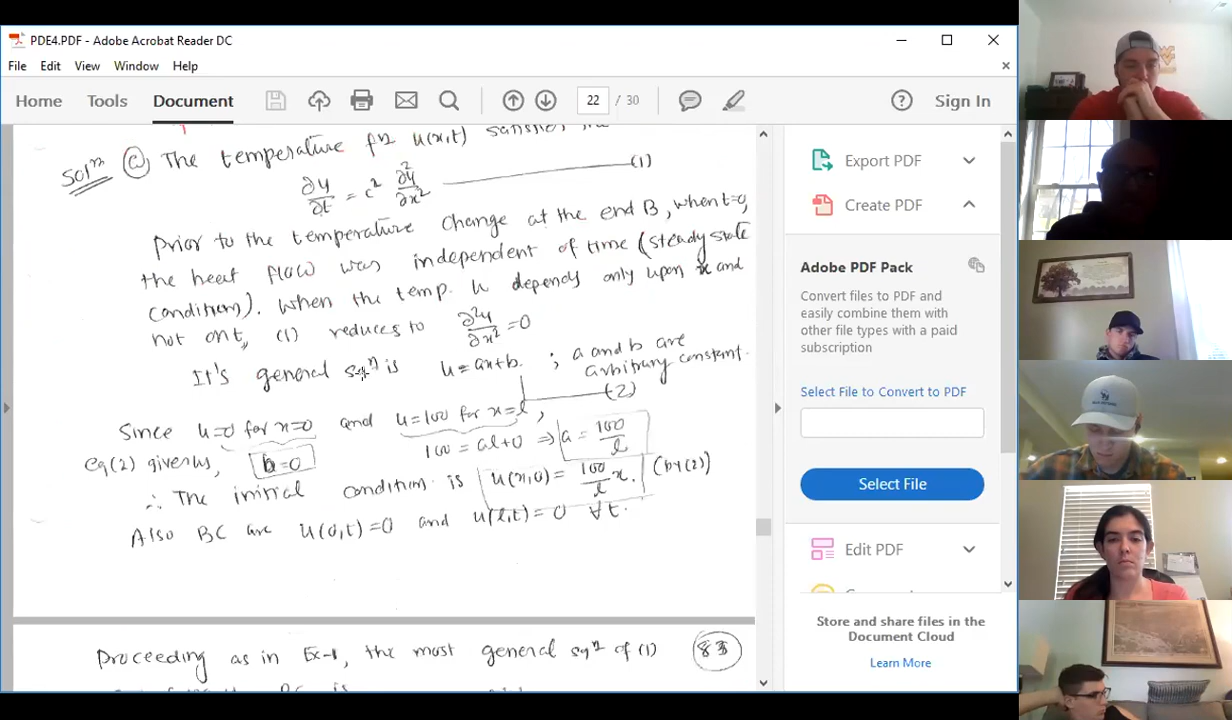 PDE4.PDF - Adobe Acrobat Reader DC
File Edit View Window Help
Home Tools Document 22 / 30 Sign In
Solⁿ (a) The temperature fⁿ u(x,t) satisfies the
∂u/∂t = c² ∂²u/∂x² (1)
Prior to the temperature change at the end B, when t=0,
the heat flow was independent of time (steady state
condition). When the temp. u depends only upon x and
not on t, (1) reduces to ∂²u/∂x² = 0
It's general solⁿ is u = ax+b. ; a and b are
arbitrary constant.
(2)
Since u=0 for x=0 and u=100 for x=l,
eq(2) gives us, b=0 100 = al+0 ⇒ a = 100/l
∴ The initial condition is u(x,0) = 100/l x. (by(2))
Also BC are u(0,t)=0 and u(l,t)=0 ∀ t.
Proceeding as in Ex-1, the most general solⁿ of (1) 83
Export PDF
Create PDF
Adobe PDF Pack
Convert files to PDF and
easily combine them with
other file types with a paid
subscription
Select File to Convert to PDF
Select File
Edit PDF
Store and share files in the
Document Cloud
Learn More